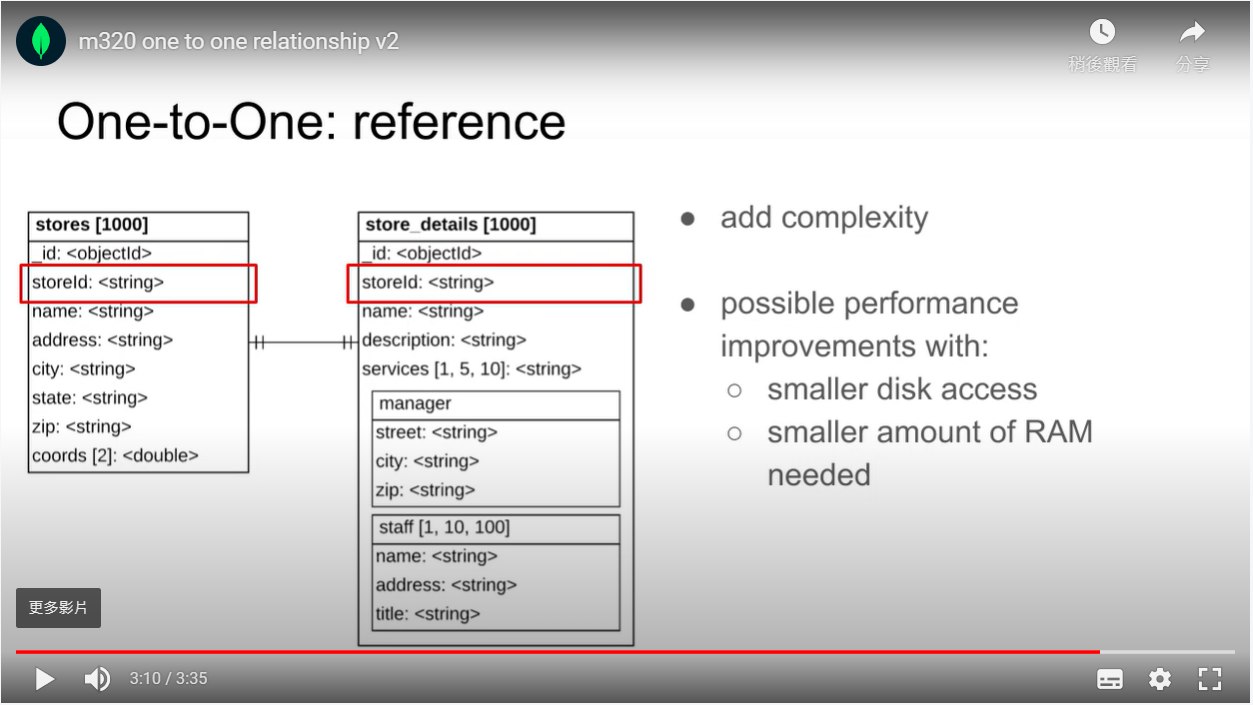 m320 one to one relationship v2
稍後觀看
分享
One-to-One: reference
stores [1000]
_id: <objectId>
storeId: <string>
name: <string>
address: <string>
city: <string>
state: <string>
zip: <string>
coords [2]: <double>
store_details [1000]
_id: <objectId>
storeId: <string>
name: <string>
description: <string>
services [1, 5, 10]: <string>
manager
street: <string>
city: <string>
zip: <string>
staff [1, 10, 100]
name: <string>
address: <string>
title: <string>
● add complexity
● possible performance
improvements with:
○ smaller disk access
○ smaller amount of RAM
needed
更多影片
3:10 / 3:35